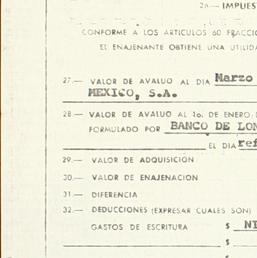 26.— IMPUES
CONFORME A LOS ARTICULOS 60 FRACCIO
EL ENAJENANTE OBTIENE UNA UTILIDA
27.— VALOR DE AVALUO AL DIA Marzo
MEXICO, S.A.
28.— VALOR DE AVALUO AL 1o. DE ENERO
FORMULADO POR BANCO DE LON
EL DIA ref
29.— VALOR DE ADQUISICION
30.— VALOR DE ENAJENACION
31.— DIFERENCIA
32.— DEDUCCIONES (EXPRESAR CUALES SON)
GASTOS DE ESCRITURA $ NI
$
$